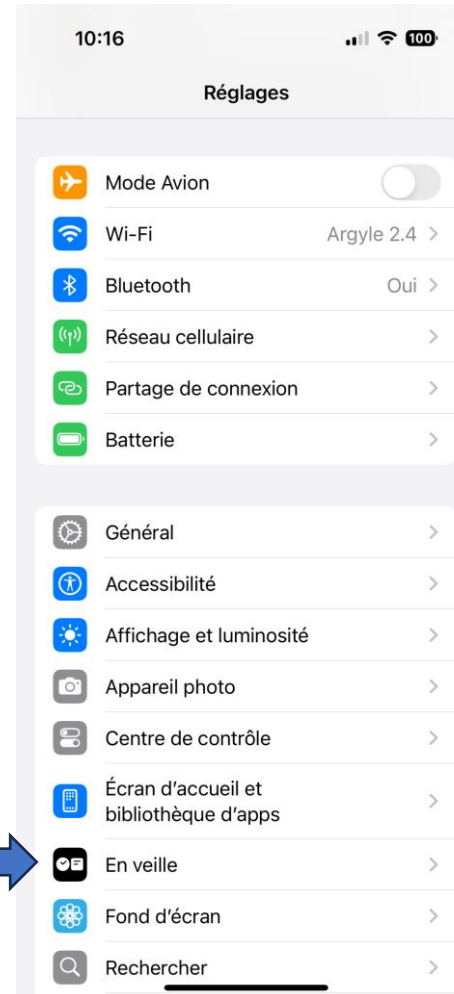 10:16
100
Réglages
Mode Avion
Wi-Fi Argyle 2.4
Bluetooth Oui
Réseau cellulaire
Partage de connexion
Batterie
Général
Accessibilité
Affichage et luminosité
Appareil photo
Centre de contrôle
Écran d’accueil et
bibliothèque d’apps
En veille
Fond d’écran
Rechercher